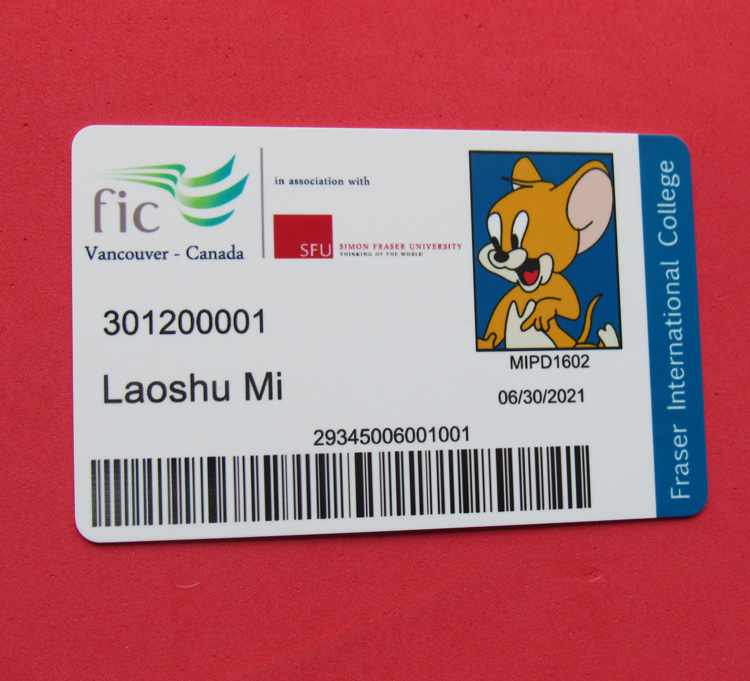 fic
Vancouver - Canada
in association with
SFU
SIMON FRASER UNIVERSITY
THINKING OF THE WORLD
301200001
Laoshu Mi
MIPD1602
06/30/2021
29345006001001
Fraser International College